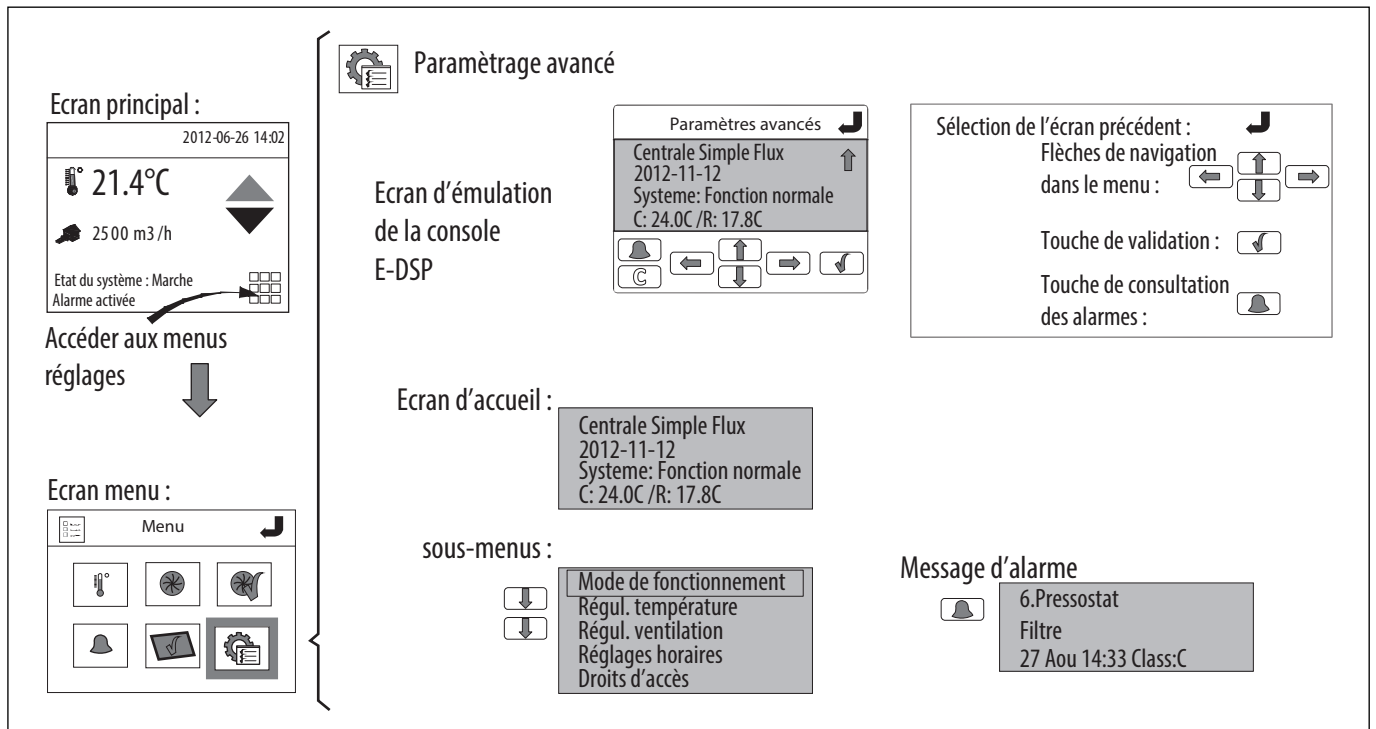 Paramètrage avancé
Ecran principal :
2012-06-26 14:02
21.4°C
2500 m3/h
Etat du système : Marche
Alarme activée
Accéder aux menus
réglages
Ecran menu :
Menu
Ecran d'émulation
de la console
E-DSP
Paramètres avancés
Centrale Simple Flux
2012-11-12
Systeme: Fonction normale
C: 24.0C /R: 17.8C
C
Sélection de l'écran précédent :
Flèches de navigation
dans le menu :
Touche de validation :
Touche de consultation
des alarmes :
Ecran d'accueil :
Centrale Simple Flux
2012-11-12
Systeme: Fonction normale
C: 24.0C /R: 17.8C
sous-menus :
Mode de fonctionnement
Régul. température
Régul. ventilation
Réglages horaires
Droits d'accès
Message d'alarme
6.Pressostat
Filtre
27 Aou 14:33 Class:C